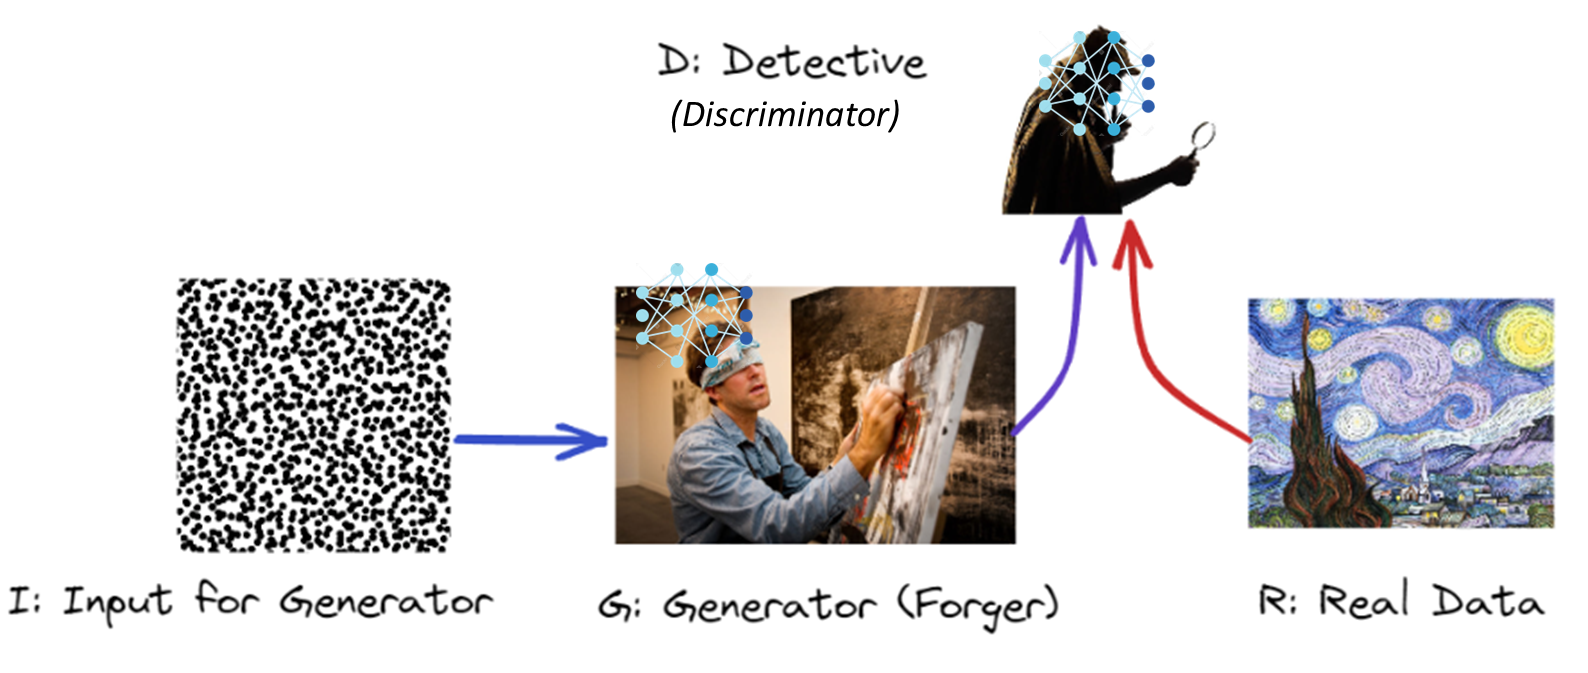 D: Detective
(Discriminator)
I: Input for Generator
G: Generator (Forger)
R: Real Data